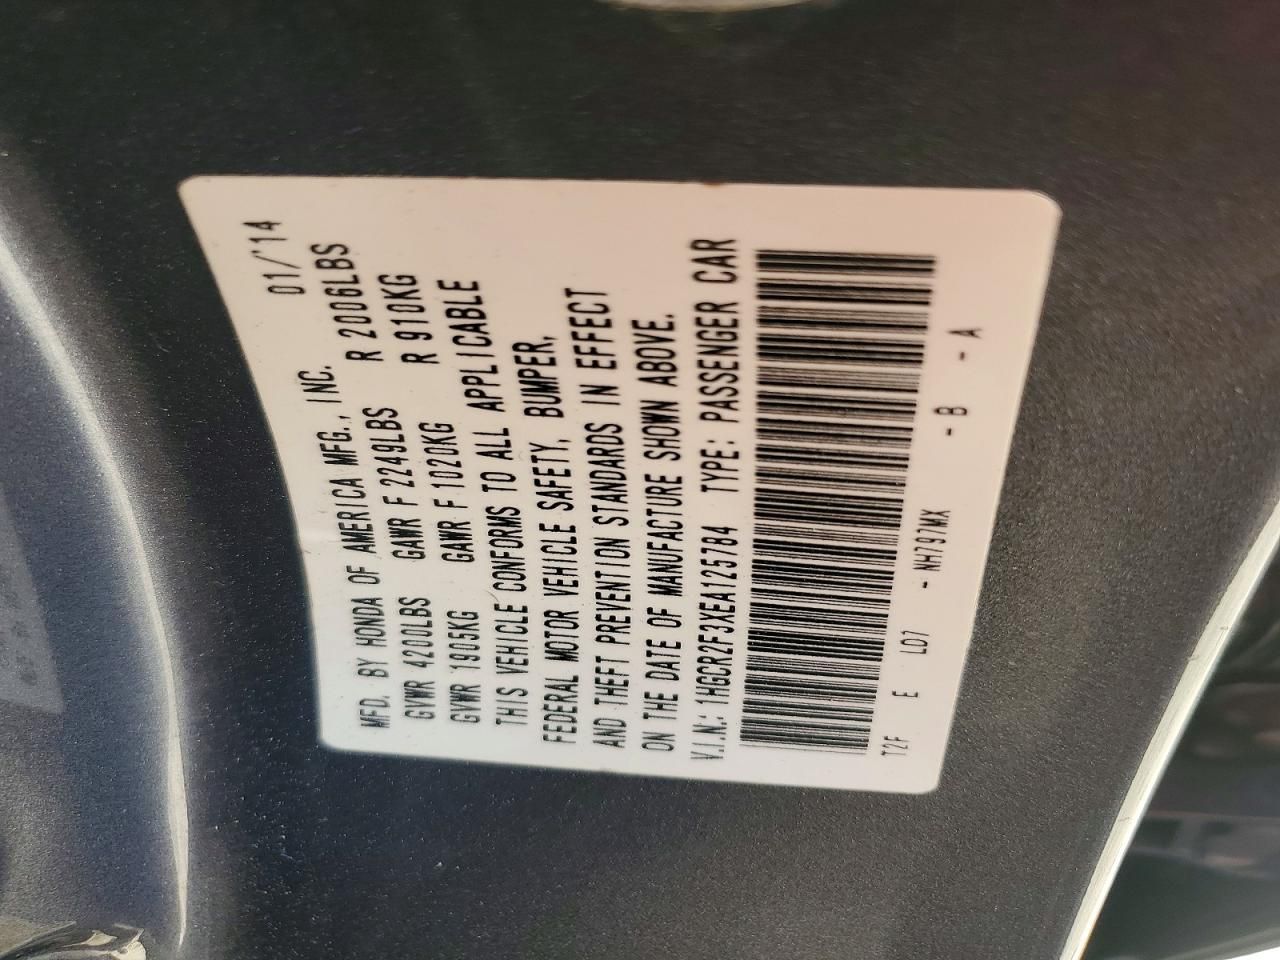 MFD. BY HONDA OF AMERICA MFG., INC. 01/'14
GVWR 4200LBS GAWR F 2249LBS R 2006LBS
GVWR 1905KG GAWR F 1020KG R 910KG
THIS VEHICLE CONFORMS TO ALL APPLICABLE
FEDERAL MOTOR VEHICLE SAFETY, BUMPER,
AND THEFT PREVENTION STANDARDS IN EFFECT
ON THE DATE OF MANUFACTURE SHOWN ABOVE.
V.I.N.: 1HGCR2F3XEA125784 TYPE: PASSENGER CAR
T2F E L07 - NH797MX - B - A